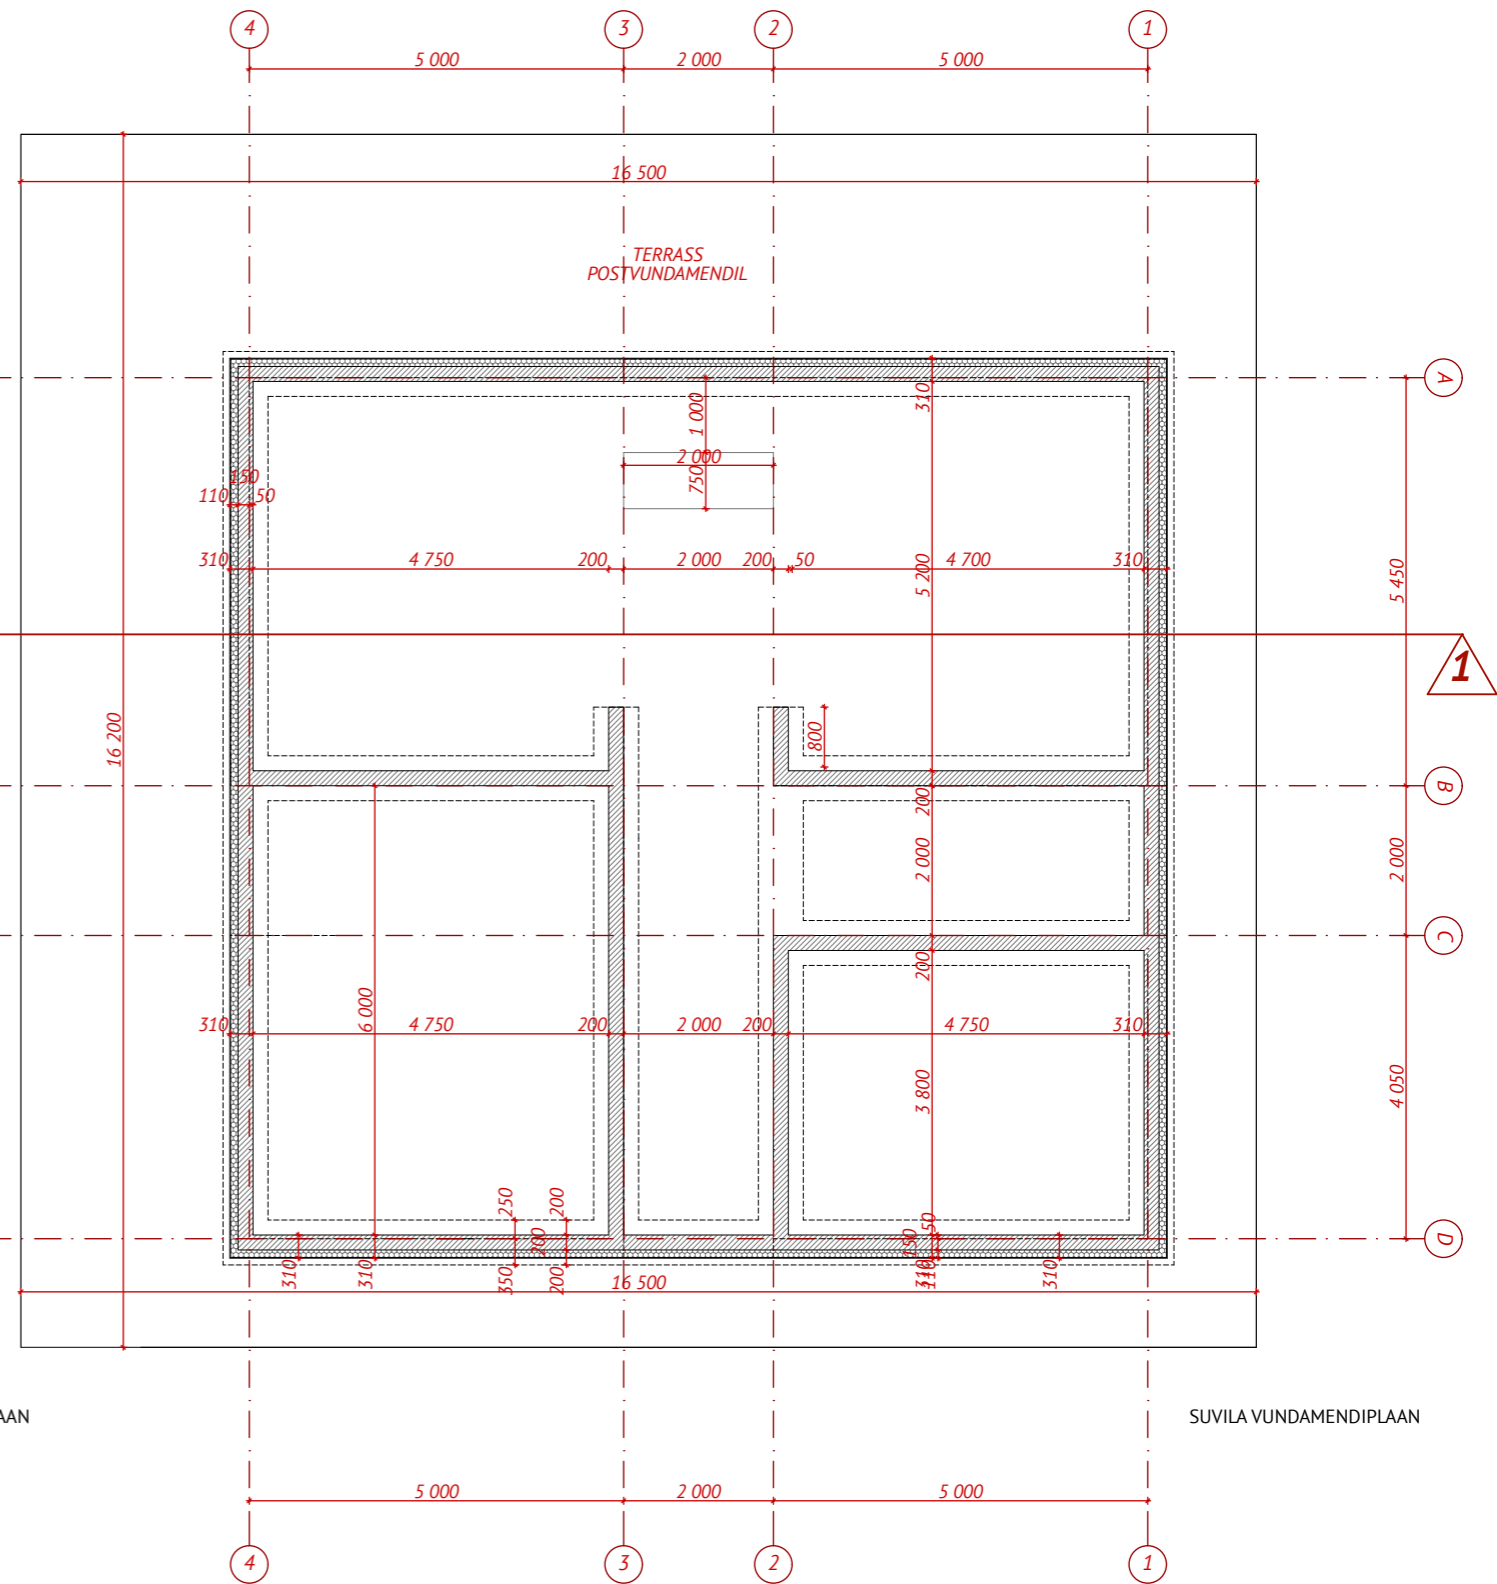 4 3 2 1
5 000 2 000 5 000
16 500
TERRASS
POSTVUNDAMENDIL
A
310
1 000
2 000
750
150
110 50
310 4 750 200 2 000 200 50 4 700 310
5 200
5 450
1
16 200
800
B
200
2 000
2 000
C
200
6 000
310 4 750 200 2 000 200 4 750 310
3 800
4 050
250 200
200
150
50
D
310 310 350 200 310 110 310
16 500
AAN
SUVILA VUNDAMENDIPLAAN
5 000 2 000 5 000
4 3 2 1